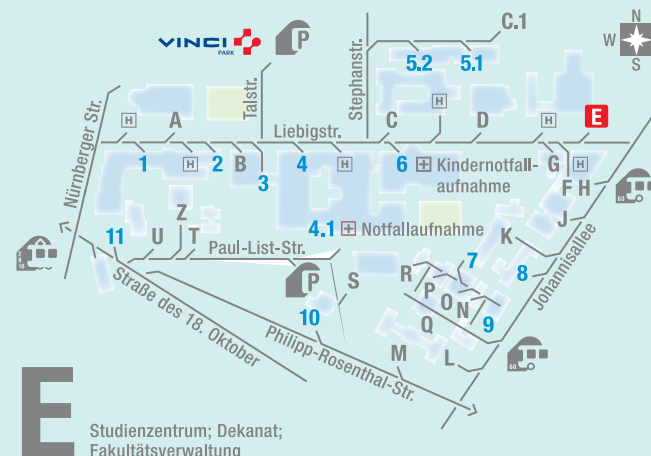 C.1
N
W
S
VINCI
PARK
P
5.2
5.1
Stephanstr.
Talstr.
H
E
Nürnberger Str.
H
A
Liebigstr.
C
D
H
1
H
2
B
3
4
H
6
Kindernotfall-
aufnahme
G
H
F
H
60
Z
4.1
Notfallaufnahme
J
11
U
T
Paul-List-Str.
K
7
8
Johannisallee
R
P
O
N
9
Q
P
S
10
Straße des 18. Oktober
Philipp-Rosenthal-Str.
M
L
60
E
Studienzentrum; Dekanat;
Fakultätsverwaltung